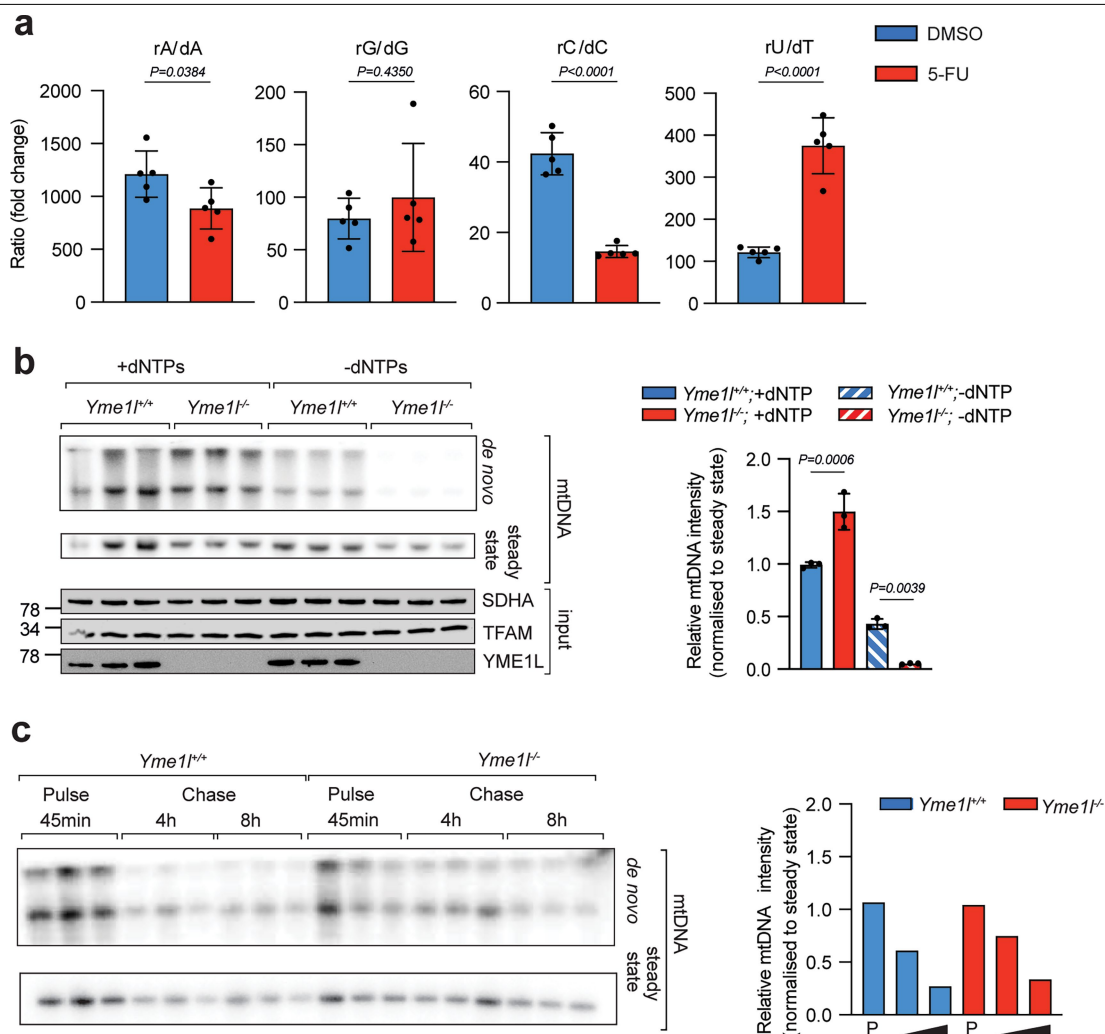 a
rA/dA
rG/dG
rC/dC
rU/dT
DMSO
5-FU
P=0.0384
P=0.4350
P<0.0001
P<0.0001
Ratio (fold change)
2000
1500
1000
500
0
200
150
100
50
0
60
40
20
0
500
400
300
200
100
0
b
+dNTPs
-dNTPs
Yme1l+/+
Yme1l-/-
Yme1l+/+
Yme1l-/-
de novo
steady state
mtDNA
SDHA
TFAM
YME1L
input
78
34
78
Yme1l+/+;+dNTP
Yme1l+/+;-dNTP
Yme1l-/-; +dNTP
Yme1l-/-; -dNTP
Relative mtDNA intensity
(normalised to steady state)
2.0
1.5
1.0
0.5
0.0
P=0.0006
P=0.0039
c
Yme1l+/+
Yme1l-/-
Pulse
Chase
Pulse
Chase
45min
4h
8h
45min
4h
8h
de novo
steady
state
mtDNA
Yme1l+/+
Yme1l-/-
Relative mtDNA intensity
(normalised to steady state)
2.0
1.5
1.0
0.5
0.0
P
P